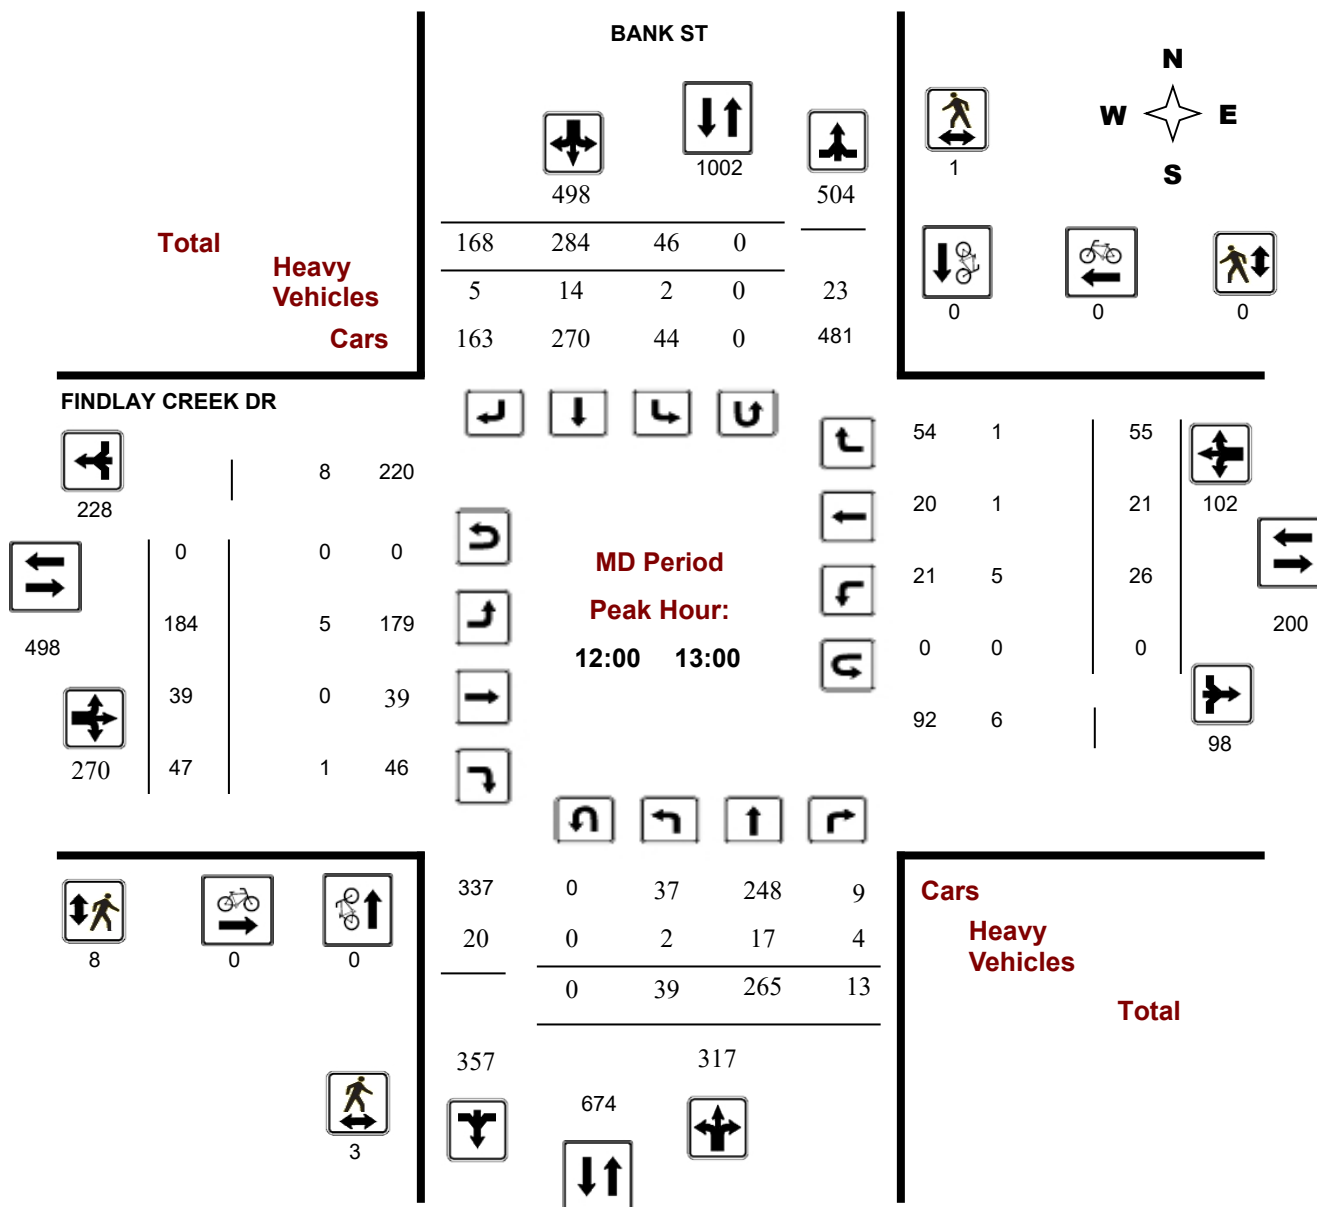 BANK ST
N
W E
S
1002
1
498
504
Total
168 284 46 0
Heavy
Vehicles
5 14 2 0 23
0 0 0
Cars
163 270 44 0 481
FINDLAY CREEK DR
54 1 55
8 220
228
20 1 21 102
0 0 0
MD Period
21 5 26
Peak Hour:
184 5 179
200
498
12:00 13:00
0 0 0
39 0 39
92 6
98
270
47 1 46
337 0 37 248 9
Cars
20 0 2 17 4
Heavy
Vehicles
8 0 0
0 39 265 13
Total
357 317
674
3